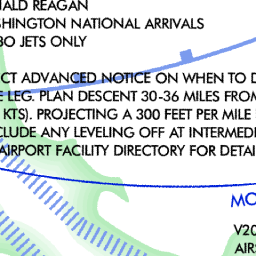 NALD REAGAN
SHINGTON NATIONAL ARRIVALS
BO JETS ONLY
CT ADVANCED NOTICE ON WHEN TO D
E LEG. PLAN DESCENT 30-36 MILES FROM
KTS). PROJECTING A 300 FEET PER MILE
CLUDE ANY LEVELING OFF AT INTERMEDI
AIRPORT FACILITY DIRECTORY FOR DETAI
MO
V20
AIRS